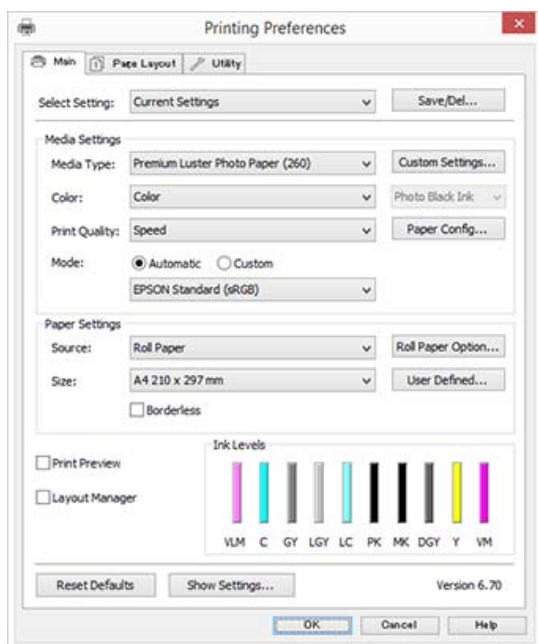 Printing Preferences
Main Page Layout Utility
Select Setting: Current Settings Save/Del...
Media Settings
Media Type: Premium Luster Photo Paper (260) Custom Settings...
Color: Color Photo Black Ink
Print Quality: Speed Paper Config...
Mode: Automatic Custom
EPSON Standard (sRGB)
Paper Settings
Source: Roll Paper Roll Paper Option...
Size: A4 210 x 297 mm User Defined...
Borderless
Ink Levels
Print Preview
Layout Manager
VLM C GY LGY LC PK MK DGY Y VM
Reset Defaults Show Settings... Version 6.70
OK Cancel Help